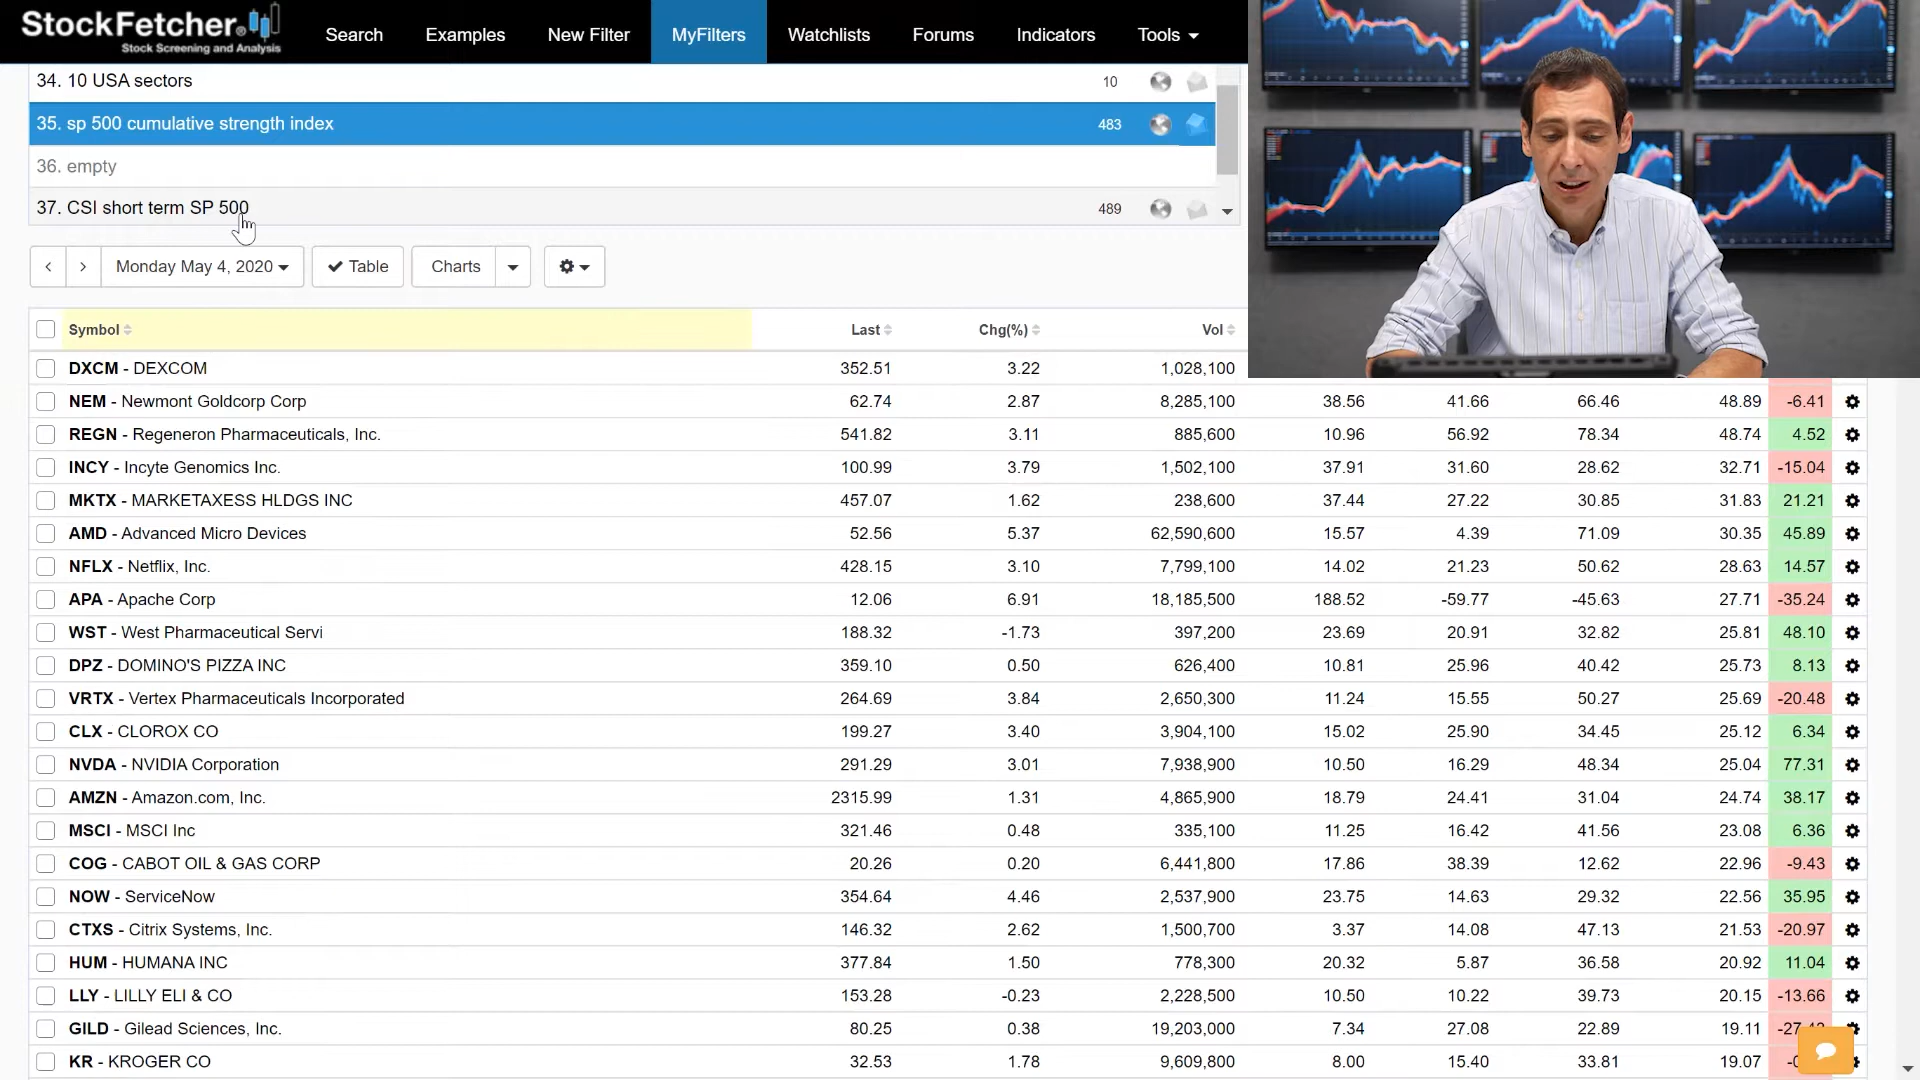 StockFetcher
Stock Screening and Analysis
Search Examples New Filter MyFilters Watchlists Forums Indicators Tools
34. 10 USA sectors 10
35. sp 500 cumulative strength index 483
36. empty
37. CSI short term SP 500 489
Monday May 4, 2020 Table Charts
Symbol Last Chg(%) Vol
DXCM - DEXCOM 352.51 3.22 1,028,100
NEM - Newmont Goldcorp Corp 62.74 2.87 8,285,100 38.56 41.66 66.46 48.89 -6.41
REGN - Regeneron Pharmaceuticals, Inc. 541.82 3.11 885,600 10.96 56.92 78.34 48.74 4.52
INCY - Incyte Genomics Inc. 100.99 3.79 1,502,100 37.91 31.60 28.62 32.71 -15.04
MKTX - MARKETAXESS HLDGS INC 457.07 1.62 238,600 37.44 27.22 30.85 31.83 21.21
AMD - Advanced Micro Devices 52.56 5.37 62,590,600 15.57 4.39 71.09 30.35 45.89
NFLX - Netflix, Inc. 428.15 3.10 7,799,100 14.02 21.23 50.62 28.63 14.57
APA - Apache Corp 12.06 6.91 18,185,500 188.52 -59.77 -45.63 27.71 -35.24
WST - West Pharmaceutical Servi 188.32 -1.73 397,200 23.69 20.91 32.82 25.81 48.10
DPZ - DOMINO'S PIZZA INC 359.10 0.50 626,400 10.81 25.96 40.42 25.73 8.13
VRTX - Vertex Pharmaceuticals Incorporated 264.69 3.84 2,650,300 11.24 15.55 50.27 25.69 -20.48
CLX - CLOROX CO 199.27 3.40 3,904,100 15.02 25.90 34.45 25.12 6.34
NVDA - NVIDIA Corporation 291.29 3.01 7,938,900 10.50 16.29 48.34 25.04 77.31
AMZN - Amazon.com, Inc. 2315.99 1.31 4,865,900 18.79 24.41 31.04 24.74 38.17
MSCI - MSCI Inc 321.46 0.48 335,100 11.25 16.42 41.56 23.08 6.36
COG - CABOT OIL & GAS CORP 20.26 0.20 6,441,800 17.86 38.39 12.62 22.96 -9.43
NOW - ServiceNow 354.64 4.46 2,537,900 23.75 14.63 29.32 22.56 35.95
CTXS - Citrix Systems, Inc. 146.32 2.62 1,500,700 3.37 14.08 47.13 21.53 -20.97
HUM - HUMANA INC 377.84 1.50 778,300 20.32 5.87 36.58 20.92 11.04
LLY - LILLY ELI & CO 153.28 -0.23 2,228,500 10.50 10.22 39.73 20.15 -13.66
GILD - Gilead Sciences, Inc. 80.25 0.38 19,203,000 7.34 27.08 22.89 19.11
KR - KROGER CO 32.53 1.78 9,609,800 8.00 15.40 33.81 19.07